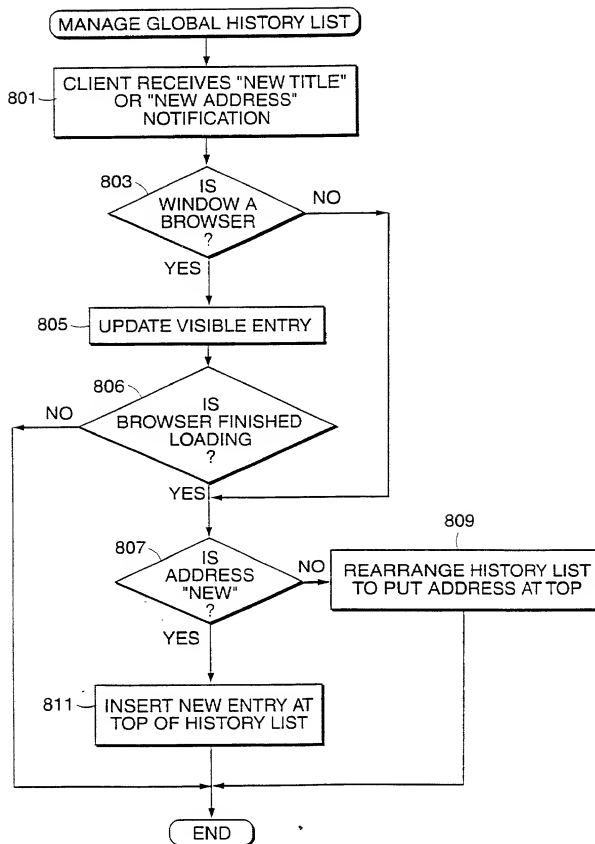 MANAGE GLOBAL HISTORY LIST
801
CLIENT RECEIVES "NEW TITLE"
OR "NEW ADDRESS"
NOTIFICATION
803
IS
WINDOW A
BROWSER
?
NO
YES
805
UPDATE VISIBLE ENTRY
806
IS
BROWSER FINISHED
LOADING
?
NO
YES
807
IS
ADDRESS
"NEW"
?
NO
809
REARRANGE HISTORY LIST
TO PUT ADDRESS AT TOP
YES
811
INSERT NEW ENTRY AT
TOP OF HISTORY LIST
END